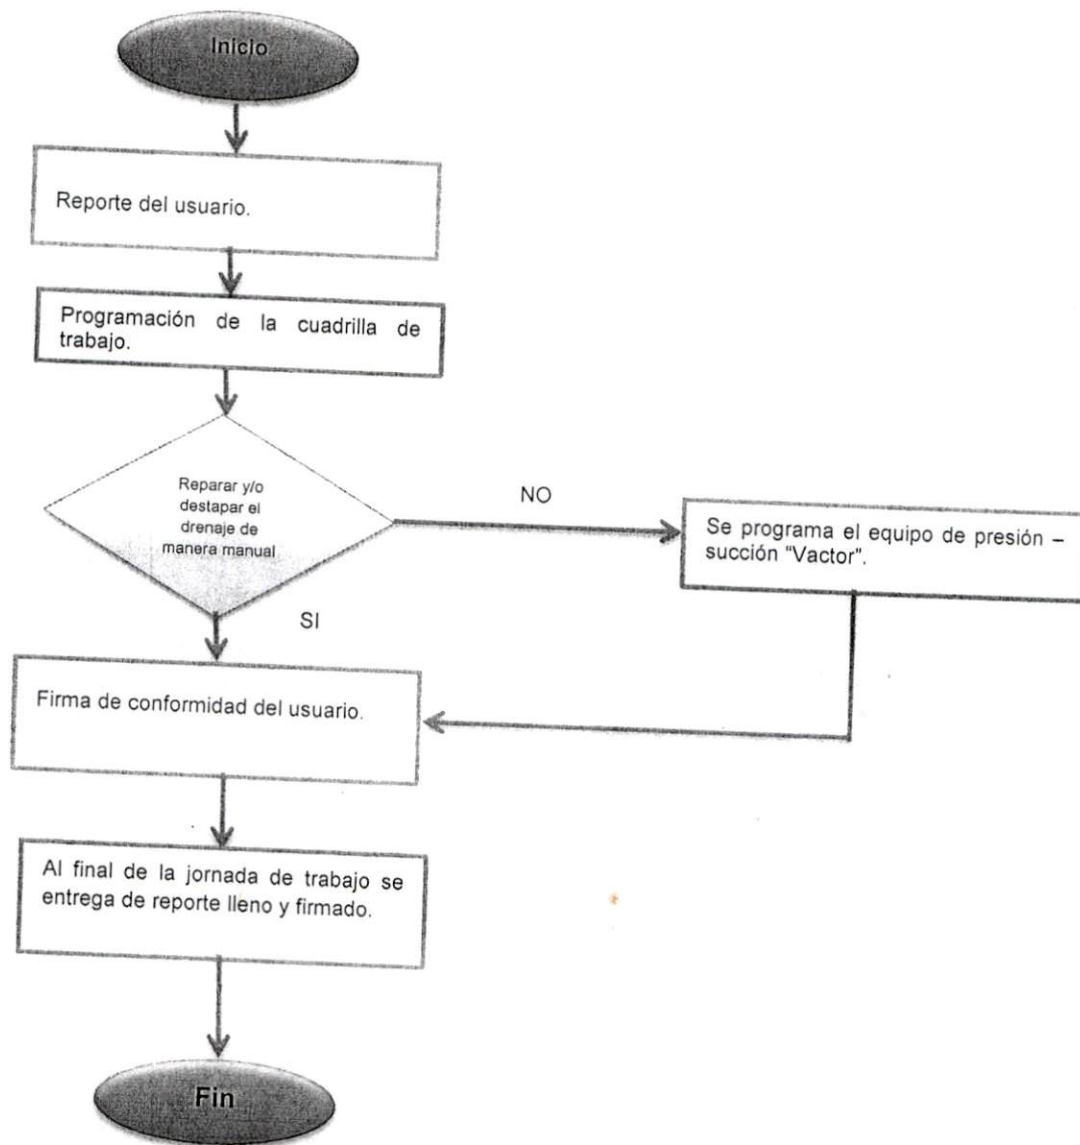 Inicio
Reporte del usuario.
Programación de la cuadrilla de
trabajo.
Reparar y/o
destapar el
drenaje de
manera manual
NO
Se programa el equipo de presión –
succión "Vactor".
SI
Firma de conformidad del usuario.
Al final de la jornada de trabajo se
entrega de reporte lleno y firmado.
Fin